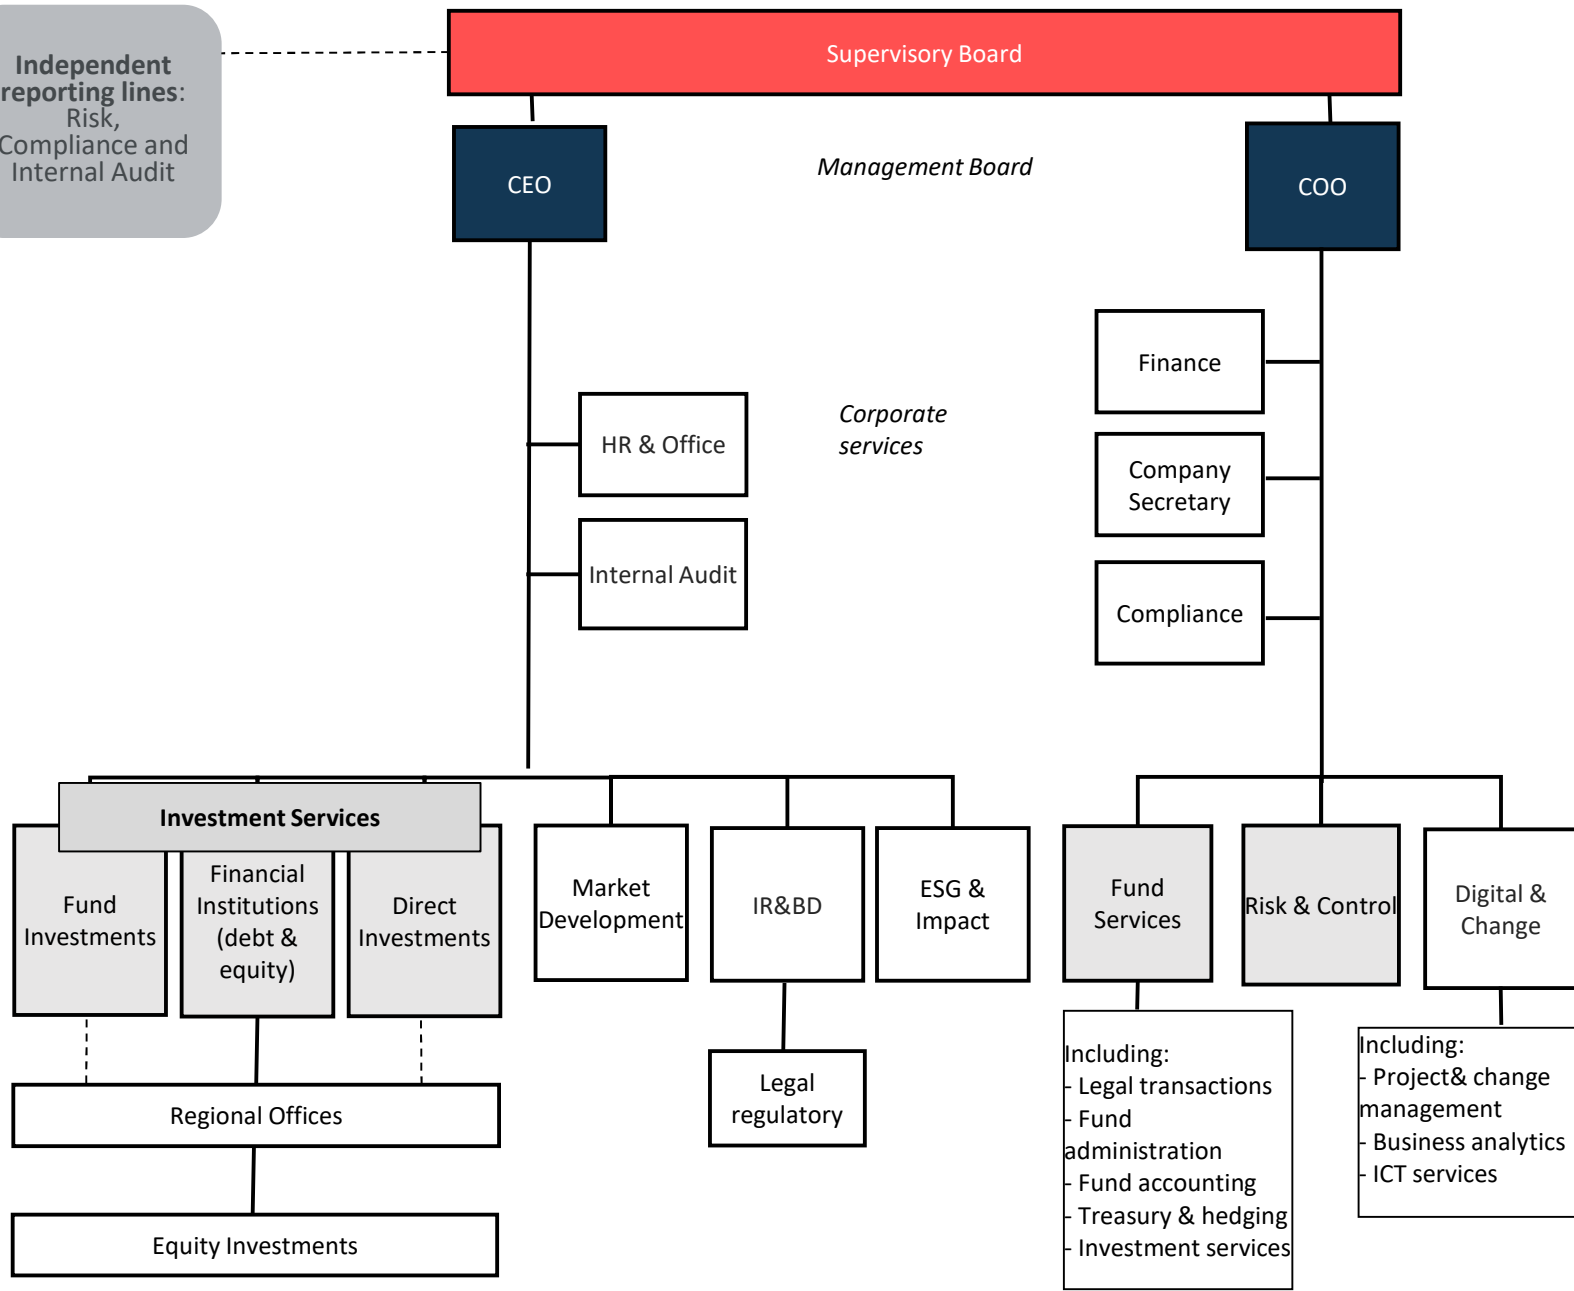 Independent
reporting lines:
Risk,
Compliance and
Internal Audit
Supervisory Board
CEO
Management Board
COO
Finance
HR & Office
Corporate
services
Company
Secretary
Internal Audit
Compliance
Investment Services
Fund
Investments
Financial
Institutions
(debt &
equity)
Direct
Investments
Market
Development
IR&BD
ESG &
Impact
Fund
Services
Risk & Control
Digital &
Change
Regional Offices
Equity Investments
Legal
regulatory
Including:
- Legal transactions
- Fund
administration
- Fund accounting
- Treasury & hedging
- Investment services
Including:
- Project& change
management
- Business analytics
- ICT services